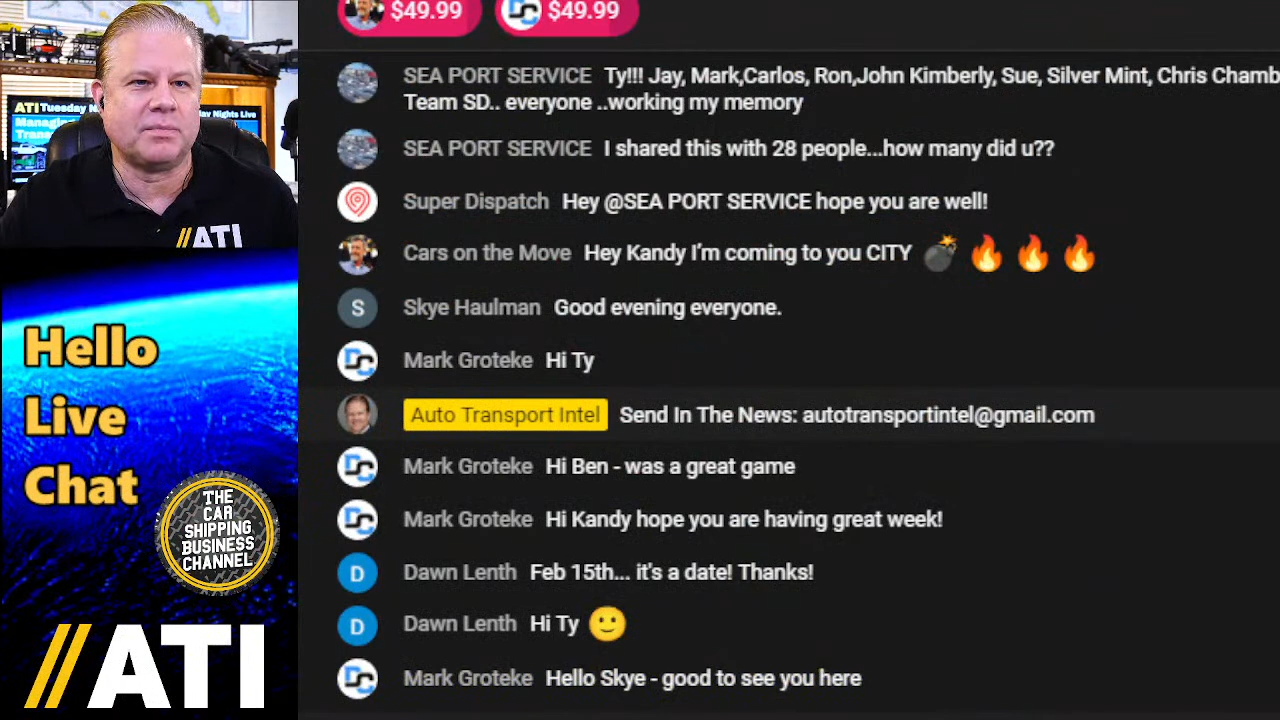 $49.99
$49.99
SEA PORT SERVICE Ty!!! Jay, Mark,Carlos, Ron,John Kimberly, Sue, Silver Mint, Chris Chamb
Team SD.. everyone ..working my memory
SEA PORT SERVICE I shared this with 28 people...how many did u??
Super Dispatch Hey @SEA PORT SERVICE hope you are well!
Cars on the Move Hey Kandy I'm coming to you CITY 💣 🔥 🔥 🔥
S Skye Haulman Good evening everyone.
Mark Groteke Hi Ty
Auto Transport Intel Send In The News: autotransportintel@gmail.com
Mark Groteke Hi Ben - was a great game
Mark Groteke Hi Kandy hope you are having great week!
D Dawn Lenth Feb 15th... it's a date! Thanks!
D Dawn Lenth Hi Ty 🙂
Mark Groteke Hello Skye - good to see you here
ATI Tuesday
Nights Live
//ATI
Hello
Live
Chat
THE
CAR
SHIPPING
BUSINESS
CHANNEL
//ATI